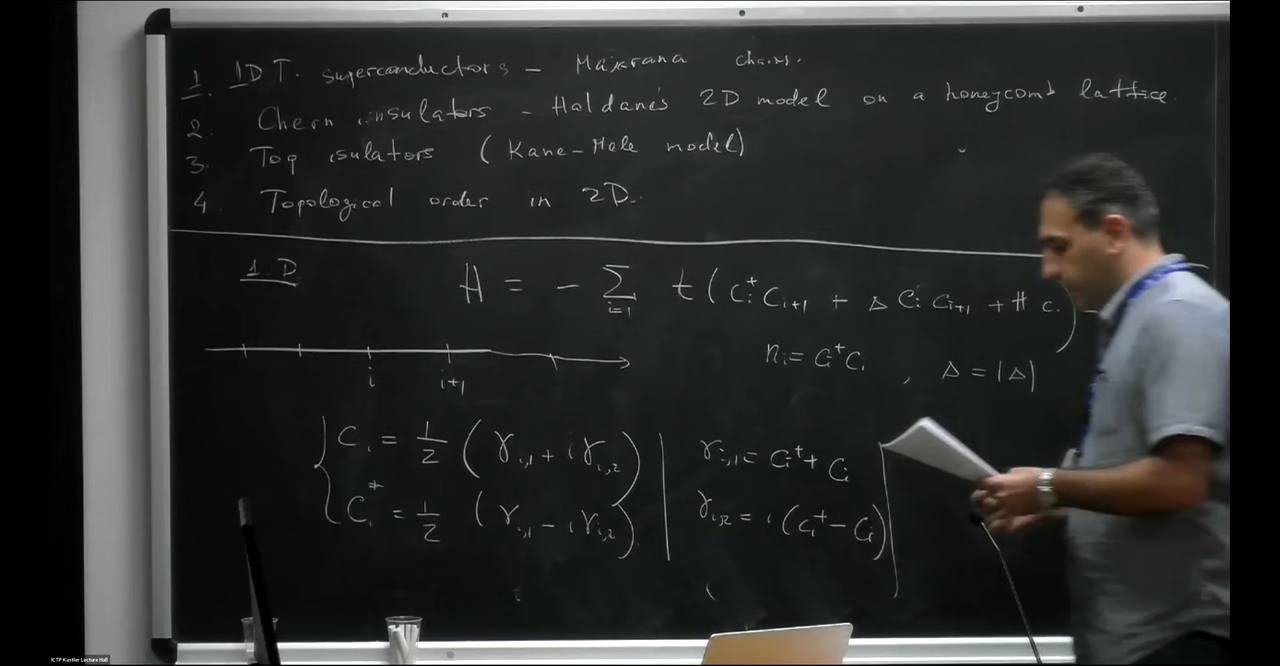 1. 1D T. superconductors - Majorana chains.
2. Chern insulators - Haldane's 2D model on a honeycomb lattice.
3. Top isulators (Kane-Mele model)
4. Topological order in 2D.
1.D
H = - ∑_{i=1} t ( c_i^+ c_{i+1} + Δ c_i c_{i+1} + H c. )
n_i = c_i^+ c_i , Δ = |Δ|
i i+1
c_i = 1/2 ( γ_{i,1} + i γ_{i,2} ) | γ_{i,1} = c_i^+ + c_i
c_i^+ = 1/2 ( γ_{i,1} - i γ_{i,2} ) | γ_{i,2} = i ( c_i^+ - c_i )
ICTP Kastler Lecture Hall